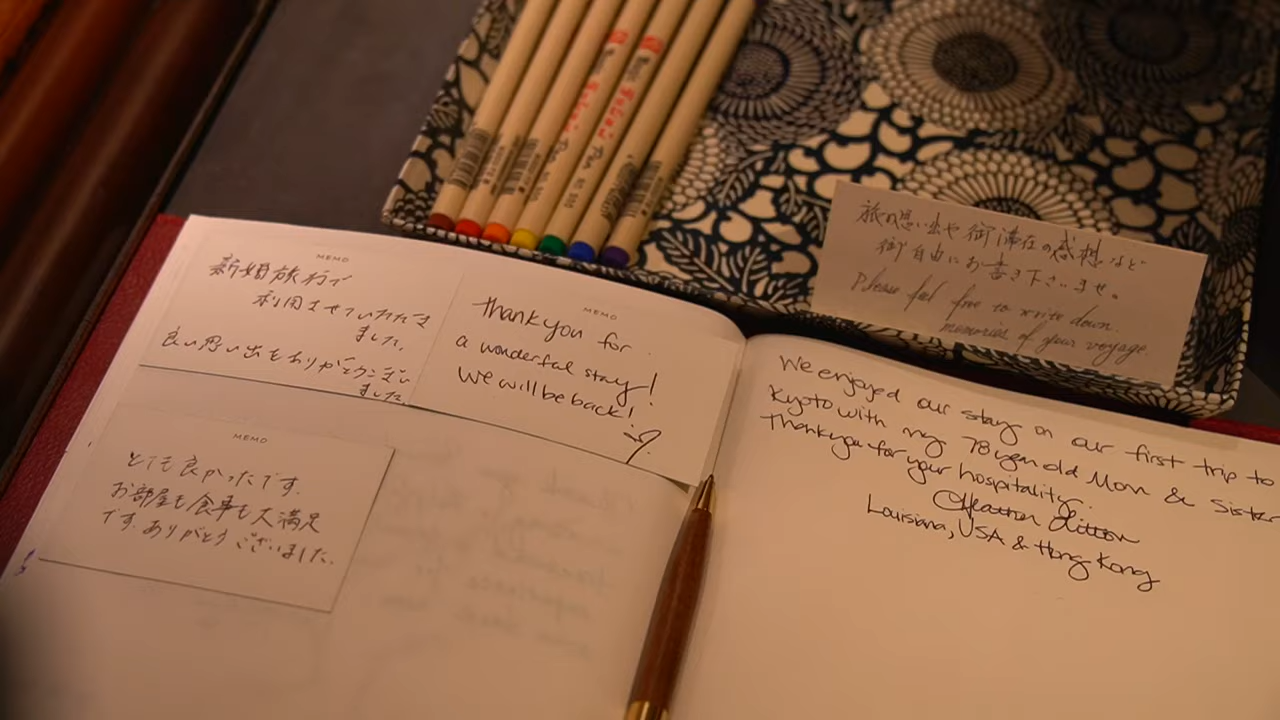 旅の思い出や御滞在の感想など
御自由にお書き下さいませ。
Please feel free to write down
memories of your voyage.
MEMO
新婚旅行で
利用させていただき
ました。
良い思い出をありがとうござい
ました。
MEMO
Thank you for
a wonderful stay!
We will be back!
MEMO
とても良かったです。
お部屋も食事も大満足
です。ありがとうございました。
We enjoyed our stay on our first trip to
Kyoto with my 78 year old Mom & Sister
Thank you for your hospitality.
Louisiana, USA & Hong Kong